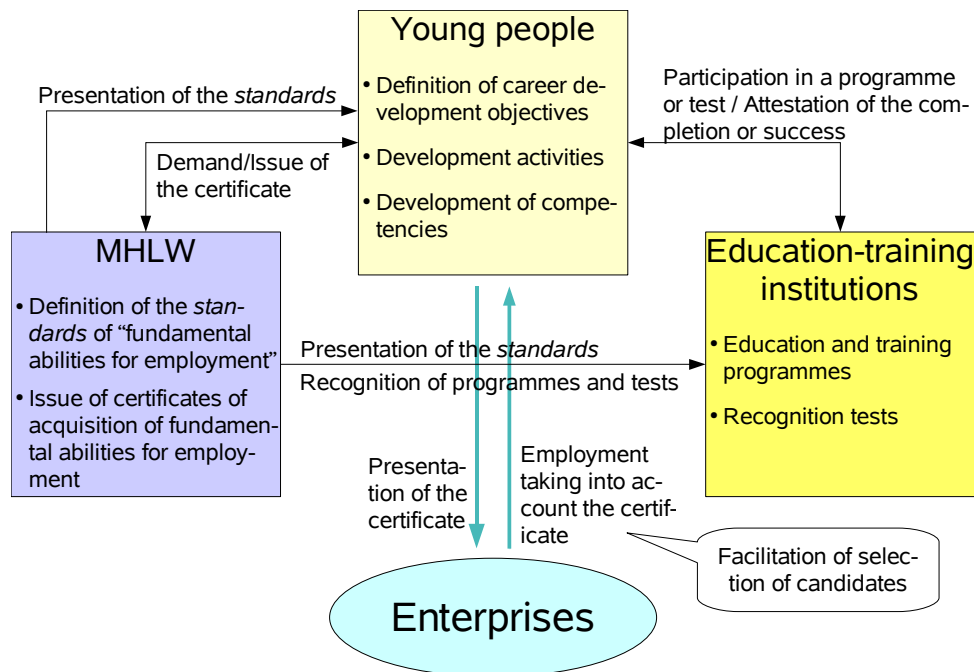 Young people
• Definition of career de-
velopment objectives
• Development activities
• Development of compe-
tencies
Presentation of the standards
Demand/Issue of
the certificate
Participation in a programme
or test / Attestation of the com-
pletion or success
MHLW
• Definition of the stan-
dards of “fundamental
abilities for employment”
• Issue of certificates of
acquisition of fundamen-
tal abilities for employ-
ment
Presentation of the standards
Recognition of programmes and tests
Education-training
institutions
• Education and training
programmes
• Recognition tests
Presenta-
tion of the
certificate
Employment
taking into ac-
count the certif-
icate
Facilitation of selec-
tion of candidates
Enterprises